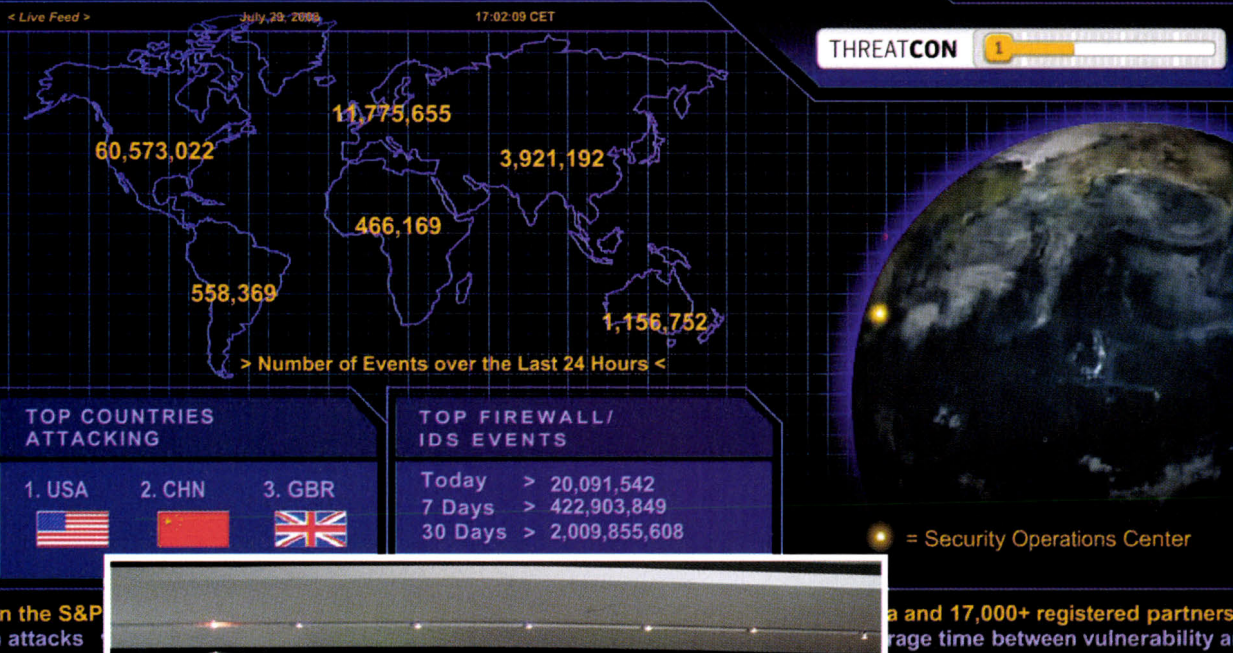 < Live Feed >
July 29,
17:02:09 CET
THREATCON 1
11,775,655
60,573,022
3,921,192
466,169
558,369
1,156,752
> Number of Events over the Last 24 Hours <
TOP COUNTRIES
ATTACKING
1. USA 2. CHN 3. GBR
TOP FIREWALL/
IDS EVENTS
Today > 20,091,542
7 Days > 422,903,849
30 Days > 2,009,855,608
= Security Operations Center
n the S&P
a and 17,000+ registered partners
attacks
rage time between vulnerability a